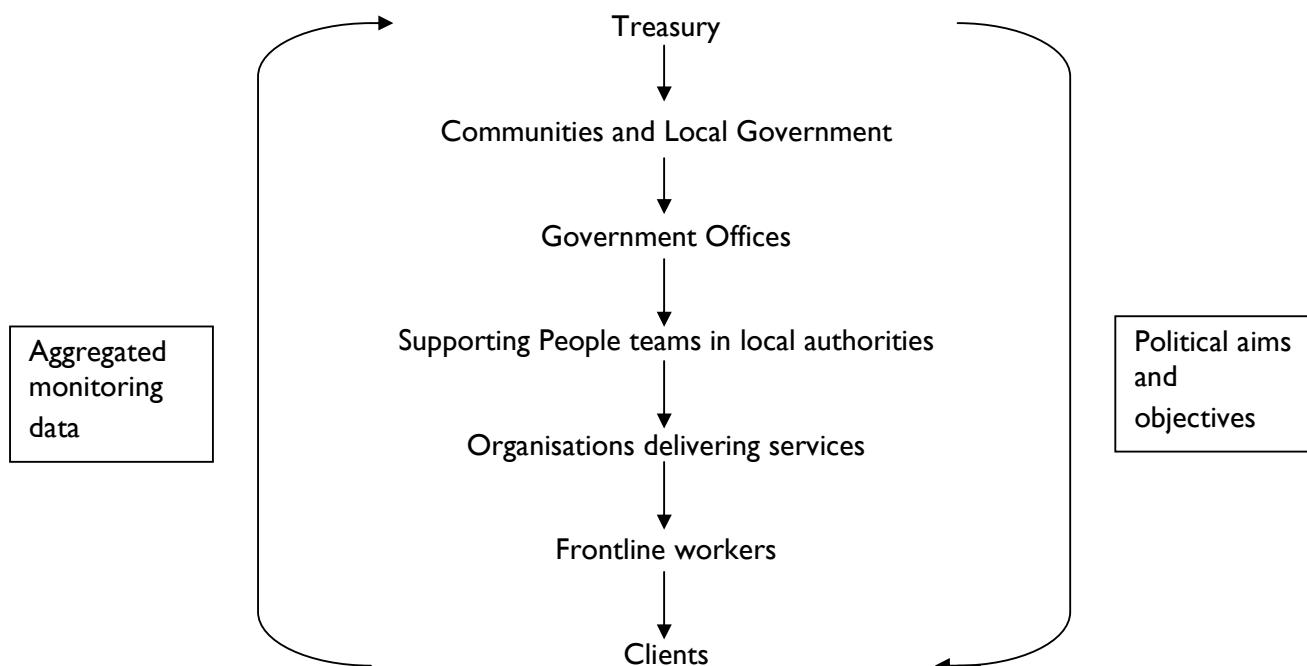 Treasury
Communities and Local Government
Government Offices
Supporting People teams in local authorities
Aggregated
monitoring
data
Political aims
and
objectives
Organisations delivering services
Frontline workers
Clients